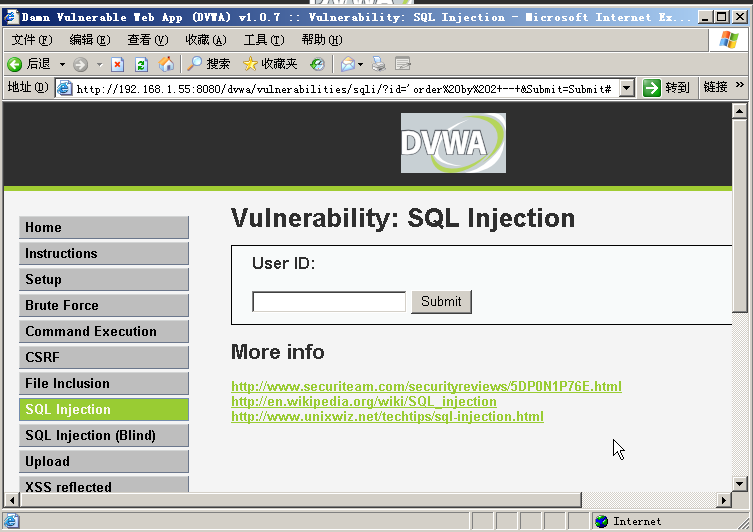 Damn Vulnerable Web App (DVWA) v1.0.7 :: Vulnerability: SQL Injection - Microsoft Internet Ex...
文件(F) 编辑(E) 查看(V) 收藏(A) 工具(T) 帮助(H)
后退 搜索 收藏夹
地址(D) http://192.168.1.55:8080/dvwa/vulnerabilities/sqli/?id='order%20by%202+--+&Submit=Submit# 转到 链接 »
DVWA
Home
Instructions
Setup
Brute Force
Command Execution
CSRF
File Inclusion
SQL Injection
SQL Injection (Blind)
Upload
XSS reflected
Vulnerability: SQL Injection
User ID:
Submit
More info
http://www.securiteam.com/securityreviews/5DP0N1P76E.html
http://en.wikipedia.org/wiki/SQL_injection
http://www.unixwiz.net/techtips/sql-injection.html
Internet